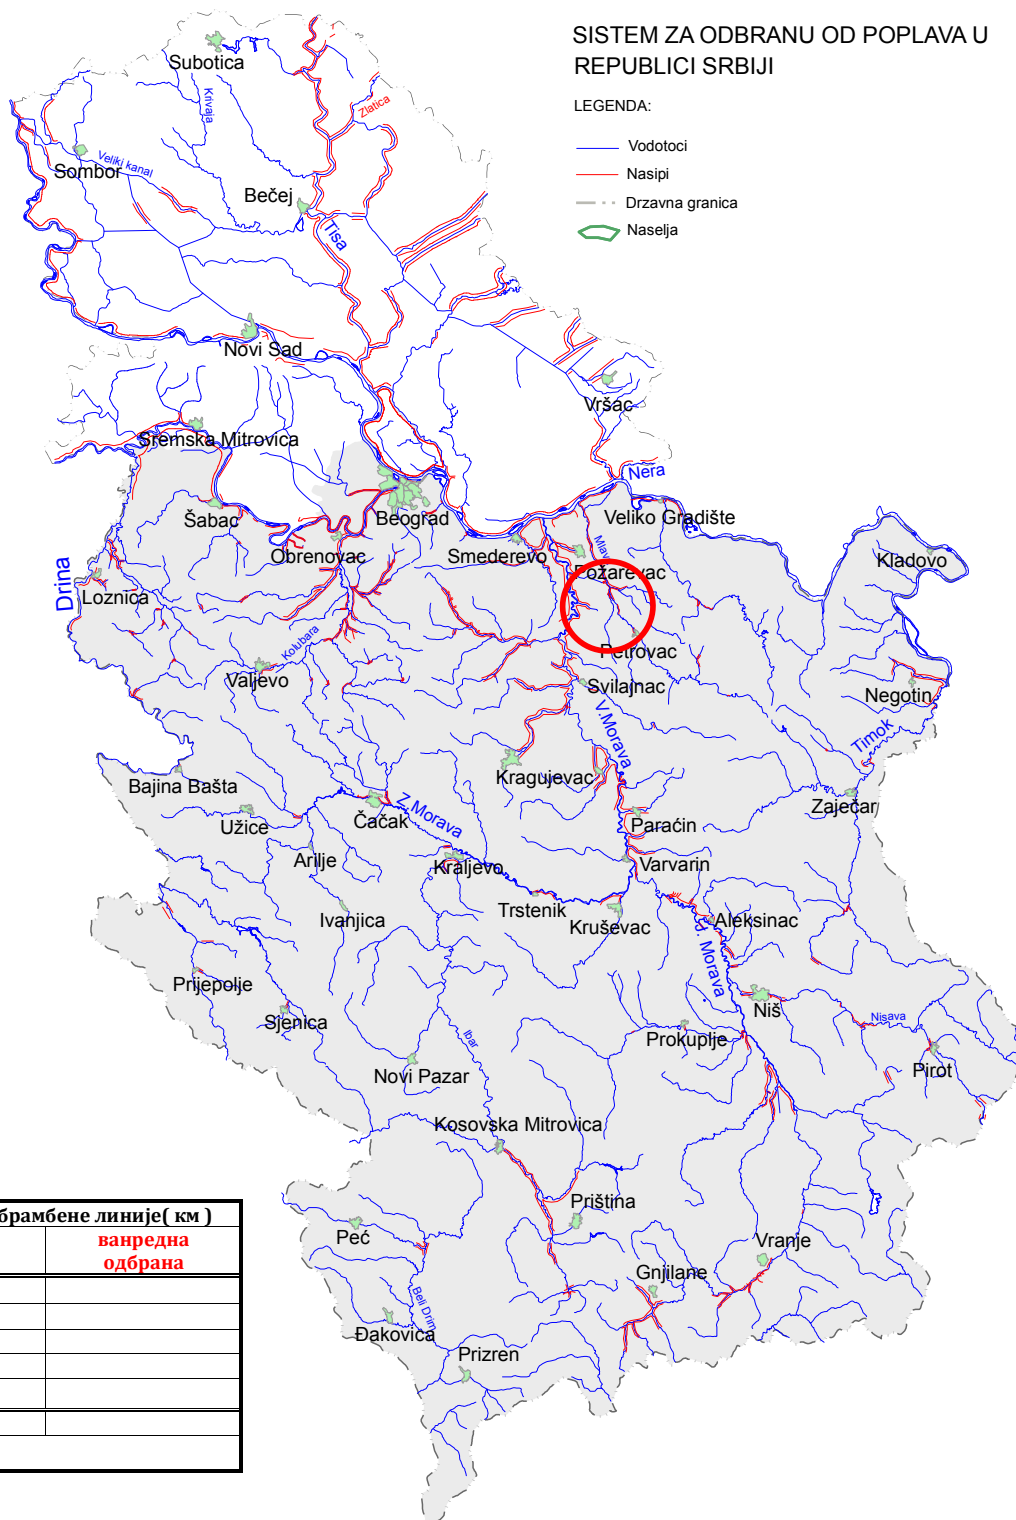 SISTEM ZA ODBRANU OD POPLAVA U
REPUBLICI SRBIJI
LEGENDA:
Vodotoci
Nasipi
Drzavna granica
Naselja
Subotica
Krivaja
Zlatica
Sombor
Veliki kanal
Bečej
Tisa
Novi Sad
Vršac
Sremska Mitrovica
Nera
Šabac
Beograd
Veliko Gradište
Obrenovac
Smederevo
Mlava
Kladovo
Drina
Požarevac
Loznica
Kolubara
Petrovac
Valjevo
Svilajnac
Negotin
V.Morava
Timok
Bajina Bašta
Kragujevac
Zaječar
Užice
Čačak
Z.Morava
Paraćin
Arilje
Kraljevo
Varvarin
Ivanjica
Trstenik
Kruševac
Aleksinac
J. Morava
Prijepolje
Sjenica
Niš
Nisava
Ibar
Prokuplje
Pirot
Novi Pazar
Kosovska Mitrovica
Priština
Peć
Vranje
Gnjilane
Beli Drim
Đakovica
Prizren
брамбене линије( км )
ванредна
одбрана